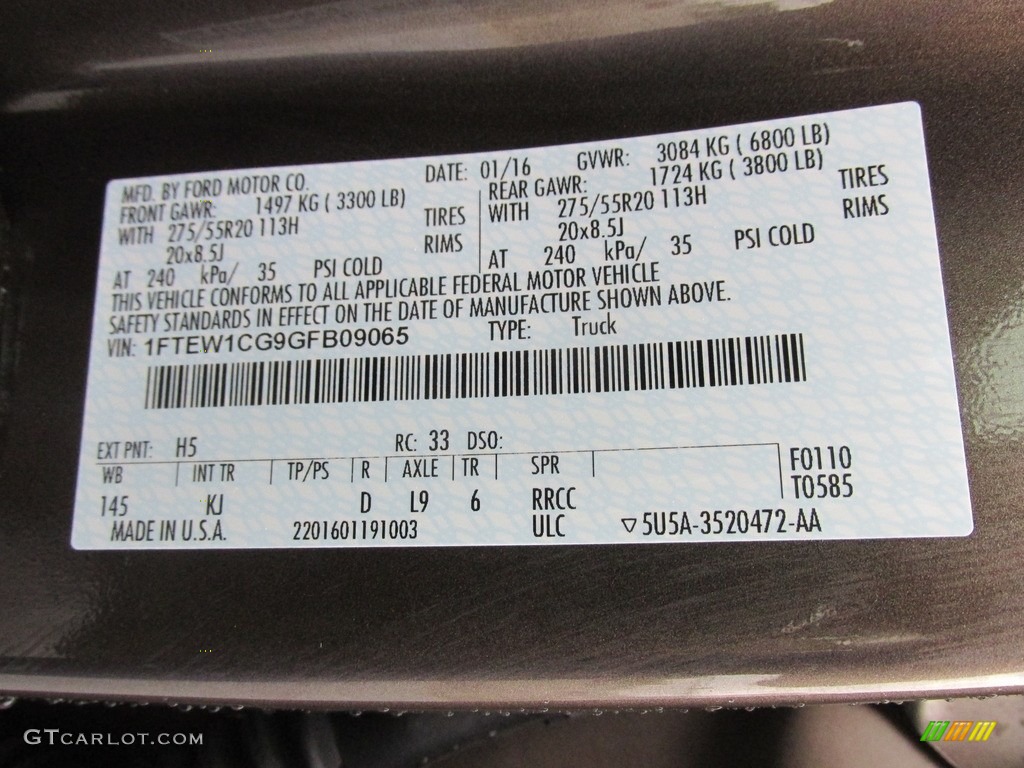 MFD. BY FORD MOTOR CO. DATE: 01/16 GVWR: 3084 KG ( 6800 LB)
FRONT GAWR: 1497 KG ( 3300 LB) REAR GAWR: 1724 KG ( 3800 LB)
WITH 275/55R20 113H TIRES WITH 275/55R20 113H TIRES
20x8.5J RIMS 20x8.5J RIMS
AT 240 kPa/ 35 PSI COLD AT 240 kPa/ 35 PSI COLD
THIS VEHICLE CONFORMS TO ALL APPLICABLE FEDERAL MOTOR VEHICLE
SAFETY STANDARDS IN EFFECT ON THE DATE OF MANUFACTURE SHOWN ABOVE.
VIN: 1FTEW1CG9GFB09065 TYPE: Truck
EXT PNT: H5 RC: 33 DSO:
WB INT TR TP/PS R AXLE TR SPR F0110
145 KJ D L9 6 RRCC T0585
MADE IN U.S.A. 2201601191003 ULC ▽5U5A-3520472-AA
GTCARLOT.COM